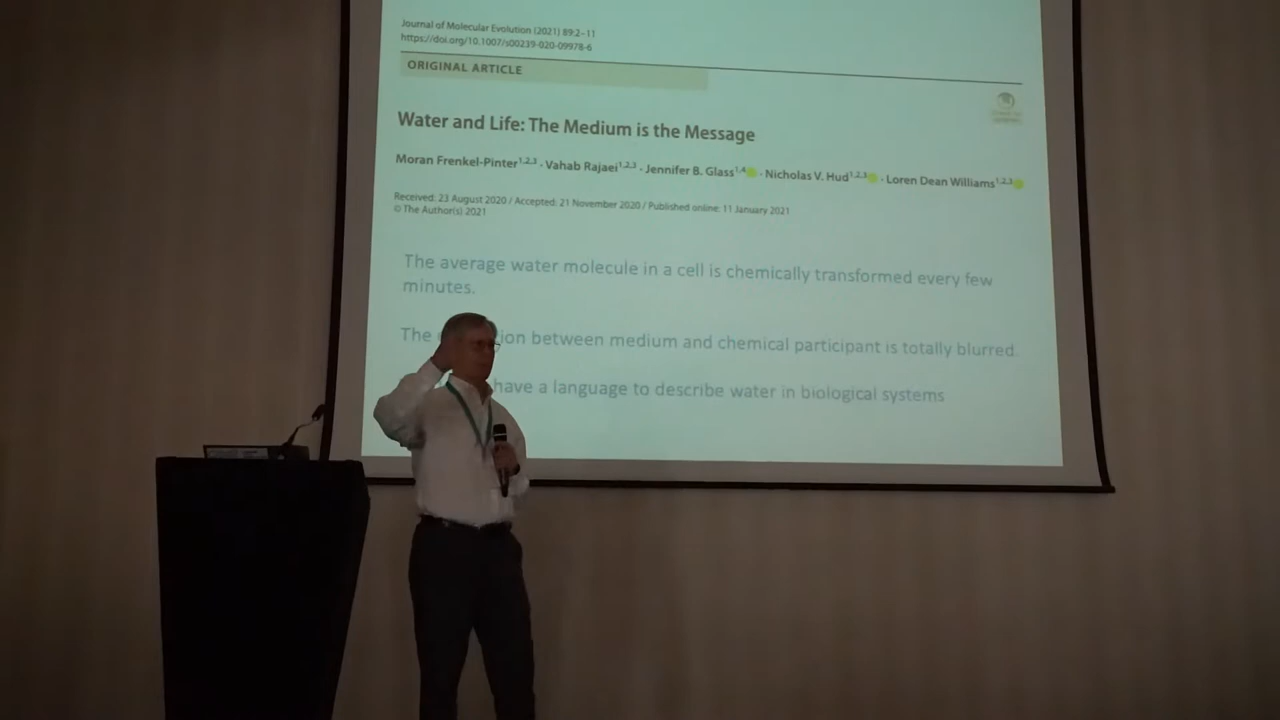 Journal of Molecular Evolution (2021) 89:2–11
https://doi.org/10.1007/s00239-020-09978-6
ORIGINAL ARTICLE
Water and Life: The Medium is the Message
Moran Frenkel-Pinter1,2,3 · Vahab Rajaei1,2,3 · Jennifer B. Glass1,4 · Nicholas V. Hud1,2,3 · Loren Dean Williams1,2,3
Received: 23 August 2020 / Accepted: 21 November 2020 / Published online: 11 January 2021
© The Author(s) 2021
The average water molecule in a cell is chemically transformed every few
minutes.
The between medium and chemical participant is totally blurred.
have a language to describe water in biological systems